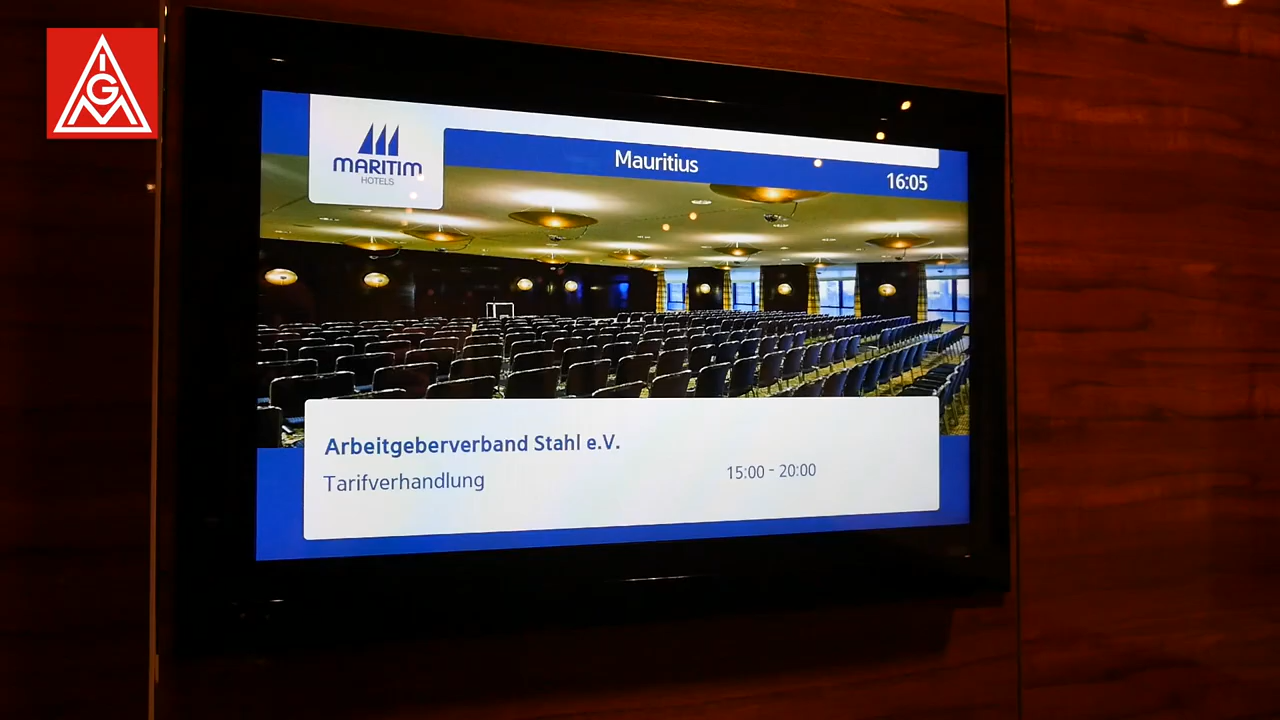 IGM
MARITIM
HOTELS
Mauritius
16:05
Arbeitgeberverband Stahl e.V.
Tarifverhandlung
15:00 - 20:00